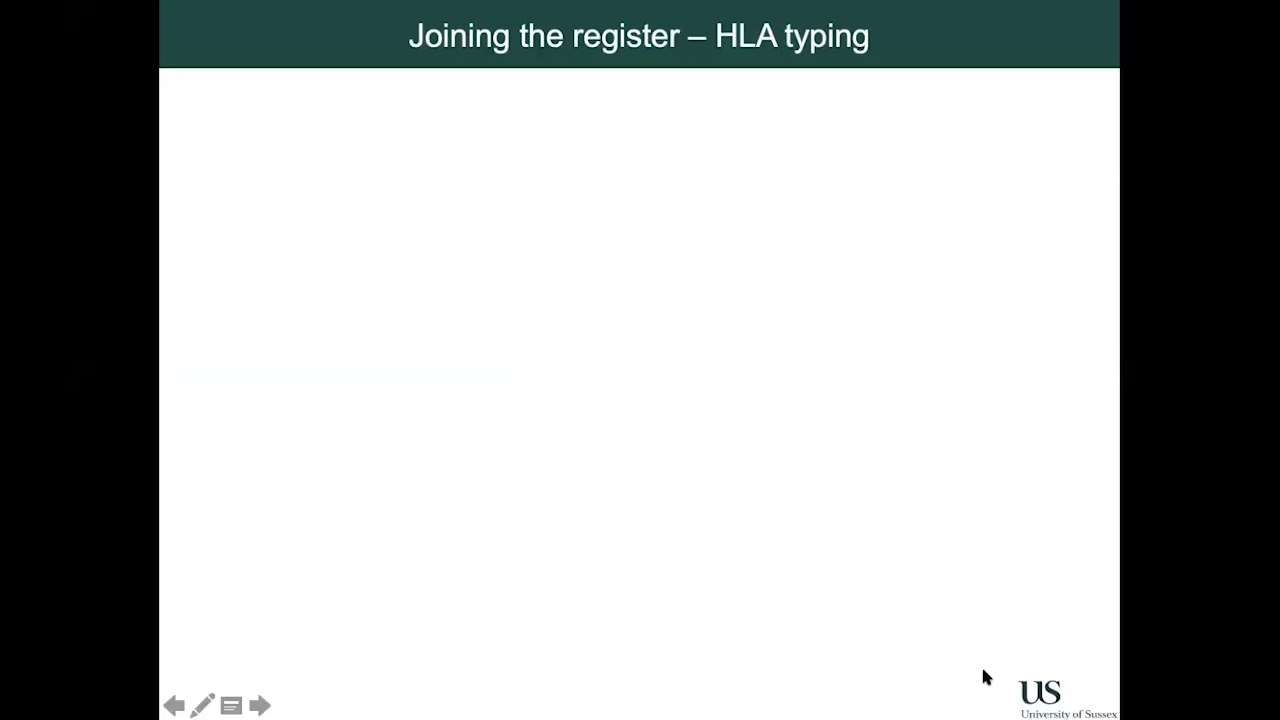 Joining the register – HLA typing
US
University of Sussex